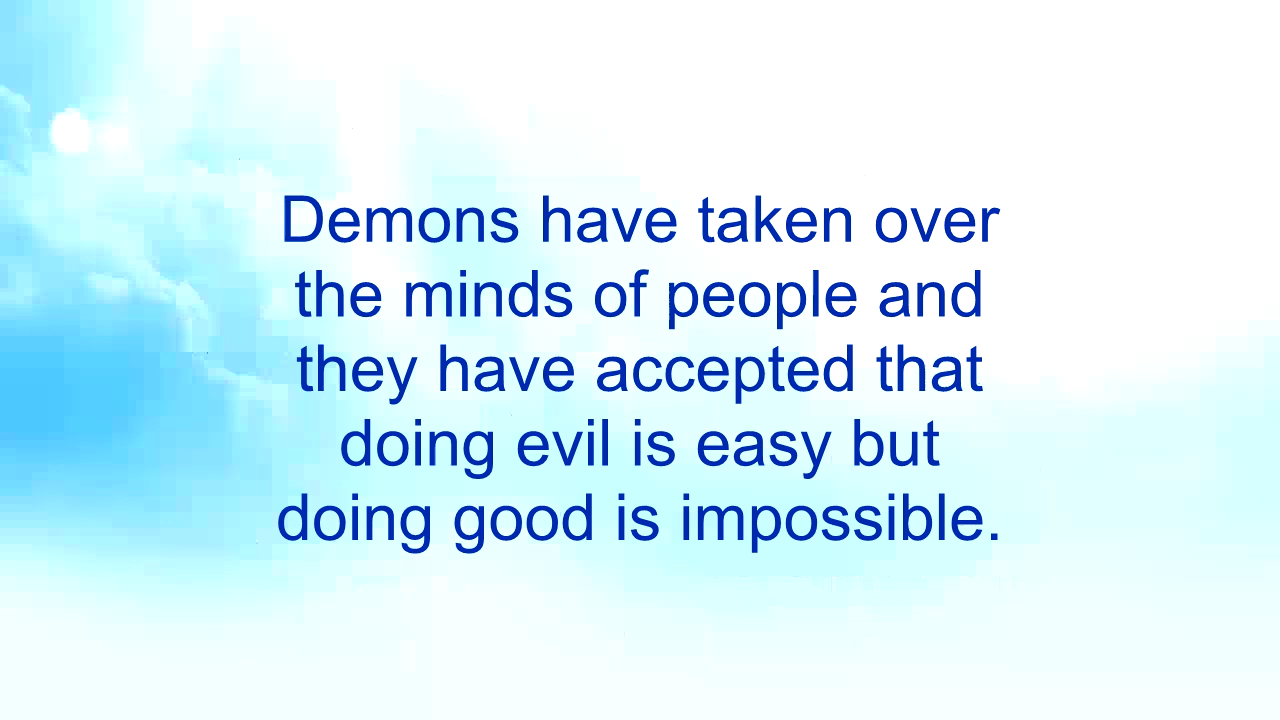 Demons have taken over
the minds of people and
they have accepted that
doing evil is easy but
doing good is impossible.